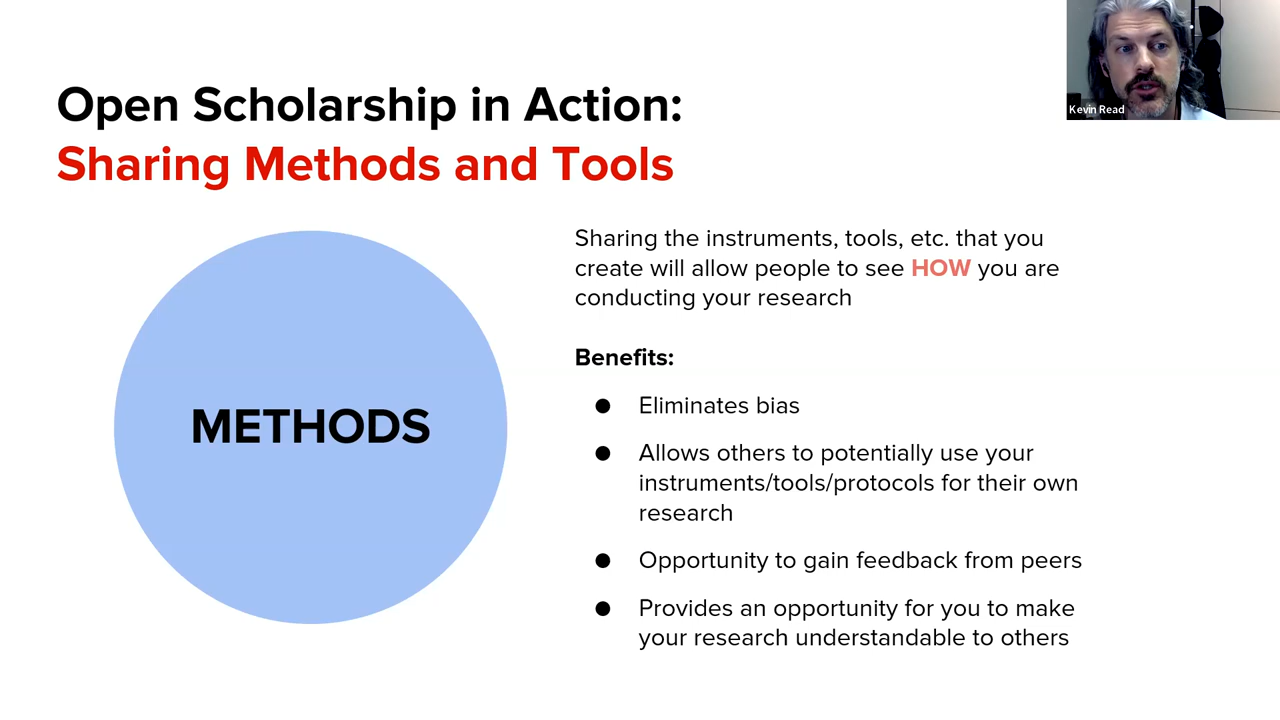 Open Scholarship in Action:
Sharing Methods and Tools
Kevin Read
METHODS
Sharing the instruments, tools, etc. that you
create will allow people to see HOW you are
conducting your research
Benefits:
● Eliminates bias
● Allows others to potentially use your
instruments/tools/protocols for their own
research
● Opportunity to gain feedback from peers
● Provides an opportunity for you to make
your research understandable to others